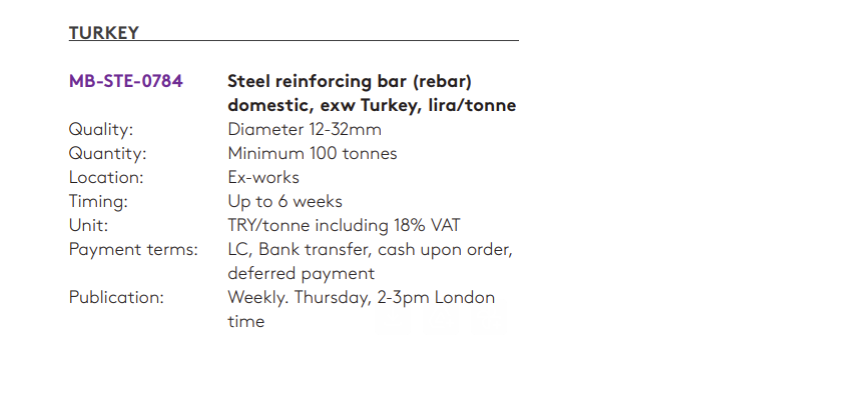 TURKEY
MB-STE-0784 Steel reinforcing bar (rebar)
domestic, exw Turkey, lira/tonne
Quality: Diameter 12-32mm
Quantity: Minimum 100 tonnes
Location: Ex-works
Timing: Up to 6 weeks
Unit: TRY/tonne including 18% VAT
Payment terms: LC, Bank transfer, cash upon order,
deferred payment
Publication: Weekly. Thursday, 2-3pm London
time